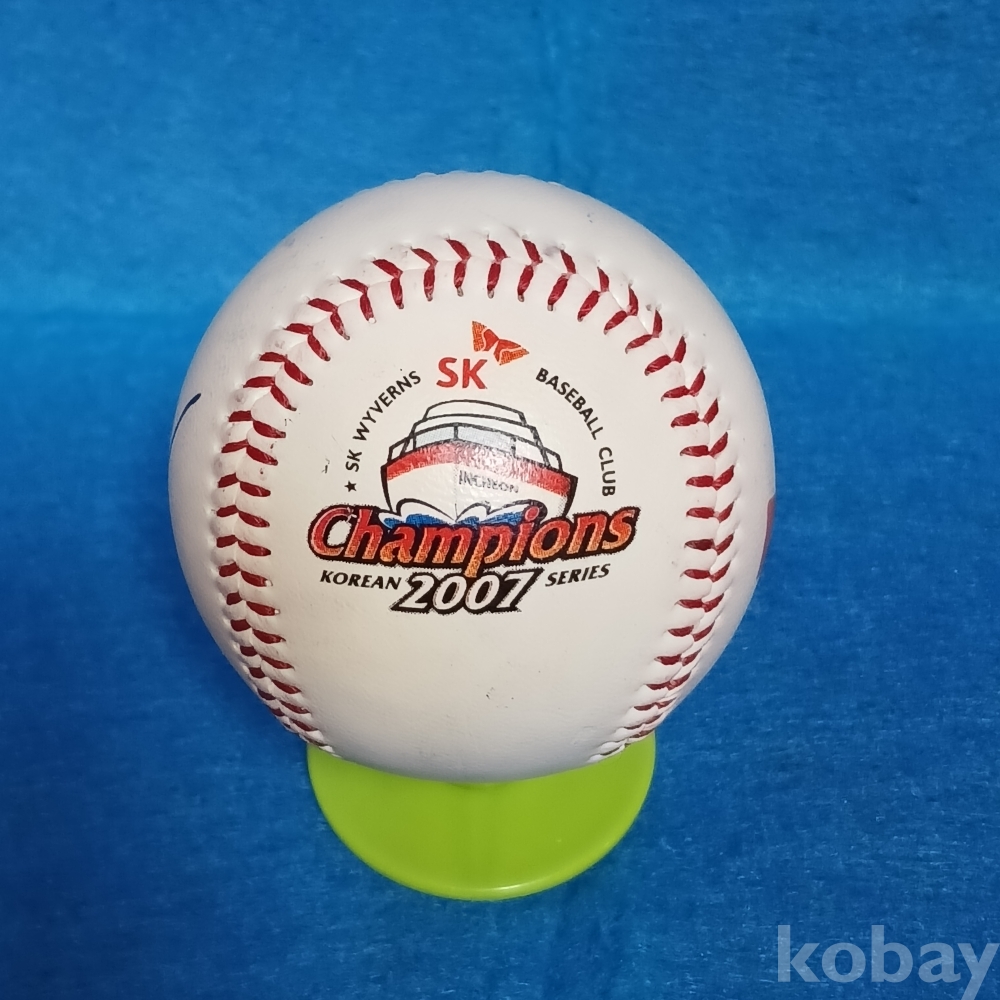 SK
★ SK WYVERNS BASEBALL CLUB
INCHEON
Champions
KOREAN 2007 SERIES
kobay